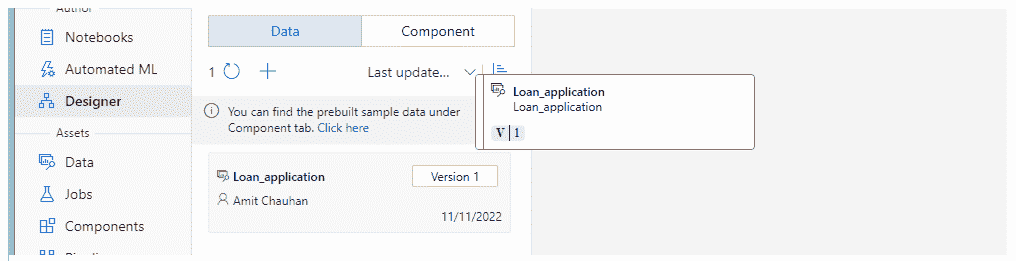 Author
Notebooks
Automated ML
Designer
Assets
Data
Jobs
Components
Data Component
1 Last update...
You can find the prebuilt sample data under
Component tab. Click here
Loan_application Version 1
Amit Chauhan
11/11/2022
Loan_application
Loan_application
V 1